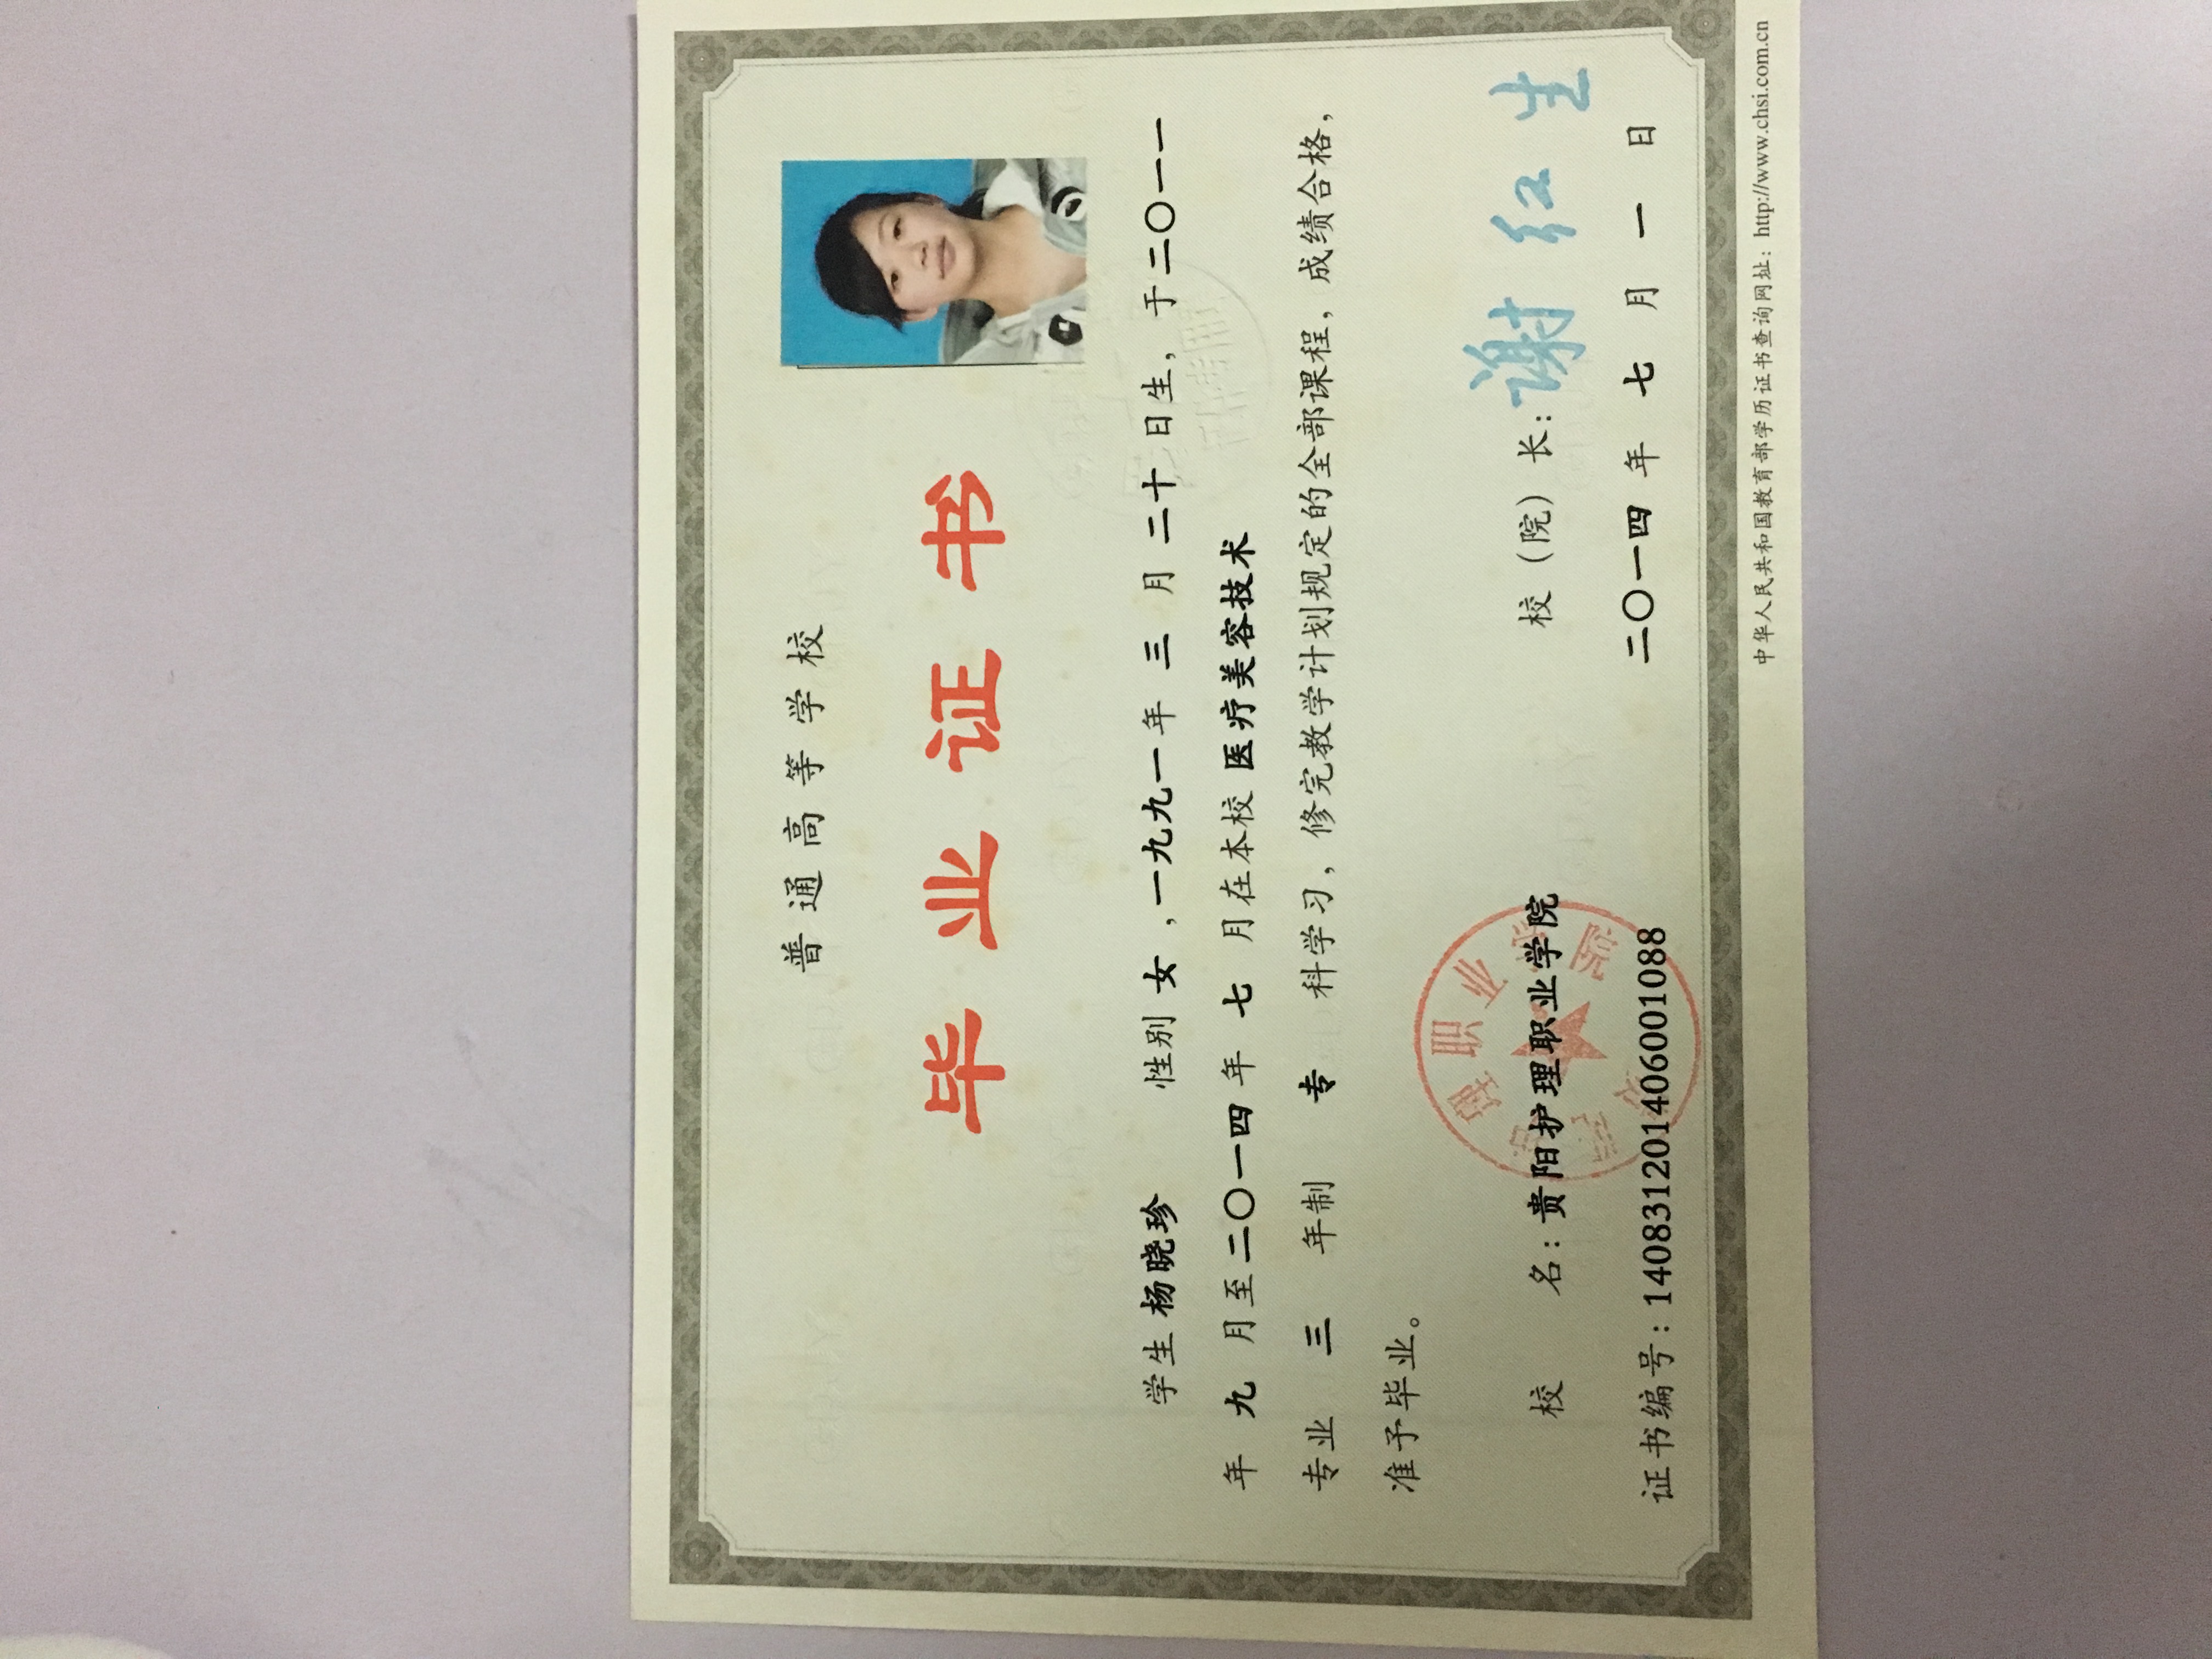 普通高等学校
毕业证书
学生 杨晓珍 性别 女，一九九一年 三 月 二十 日生，于二〇一一
年 九 月至二〇一四年 七 月在本校 医疗美容技术
专业 三 年制 专 科学习，修完教学计划规定的全部课程，成绩合格，
准予毕业。
校 名：贵阳护理职业学院 校（院）长：谢红生
证书编号：140831201406001088 二〇一四 年 七 月 一 日
中华人民共和国教育部学历证书查询网址：http://www.chsi.com.cn